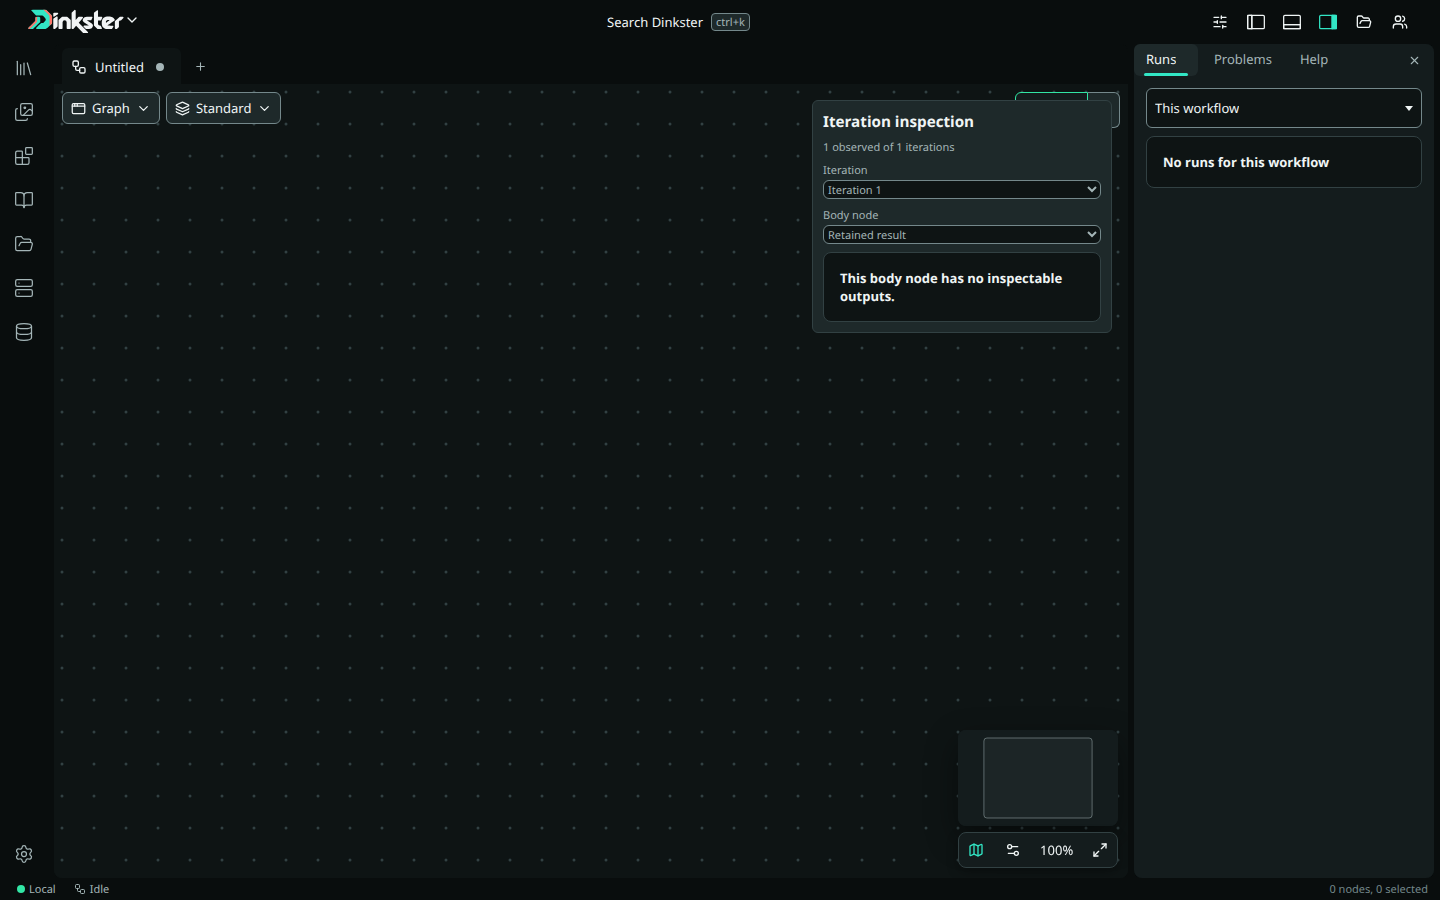 Dinkster
Search Dinkster ctrl+k
Untitled
Graph
Standard
Iteration inspection
1 observed of 1 iterations
Iteration
Iteration 1
Body node
Retained result
This body node has no inspectable
outputs.
Runs Problems Help
This workflow
No runs for this workflow
100%
Local Idle
0 nodes, 0 selected